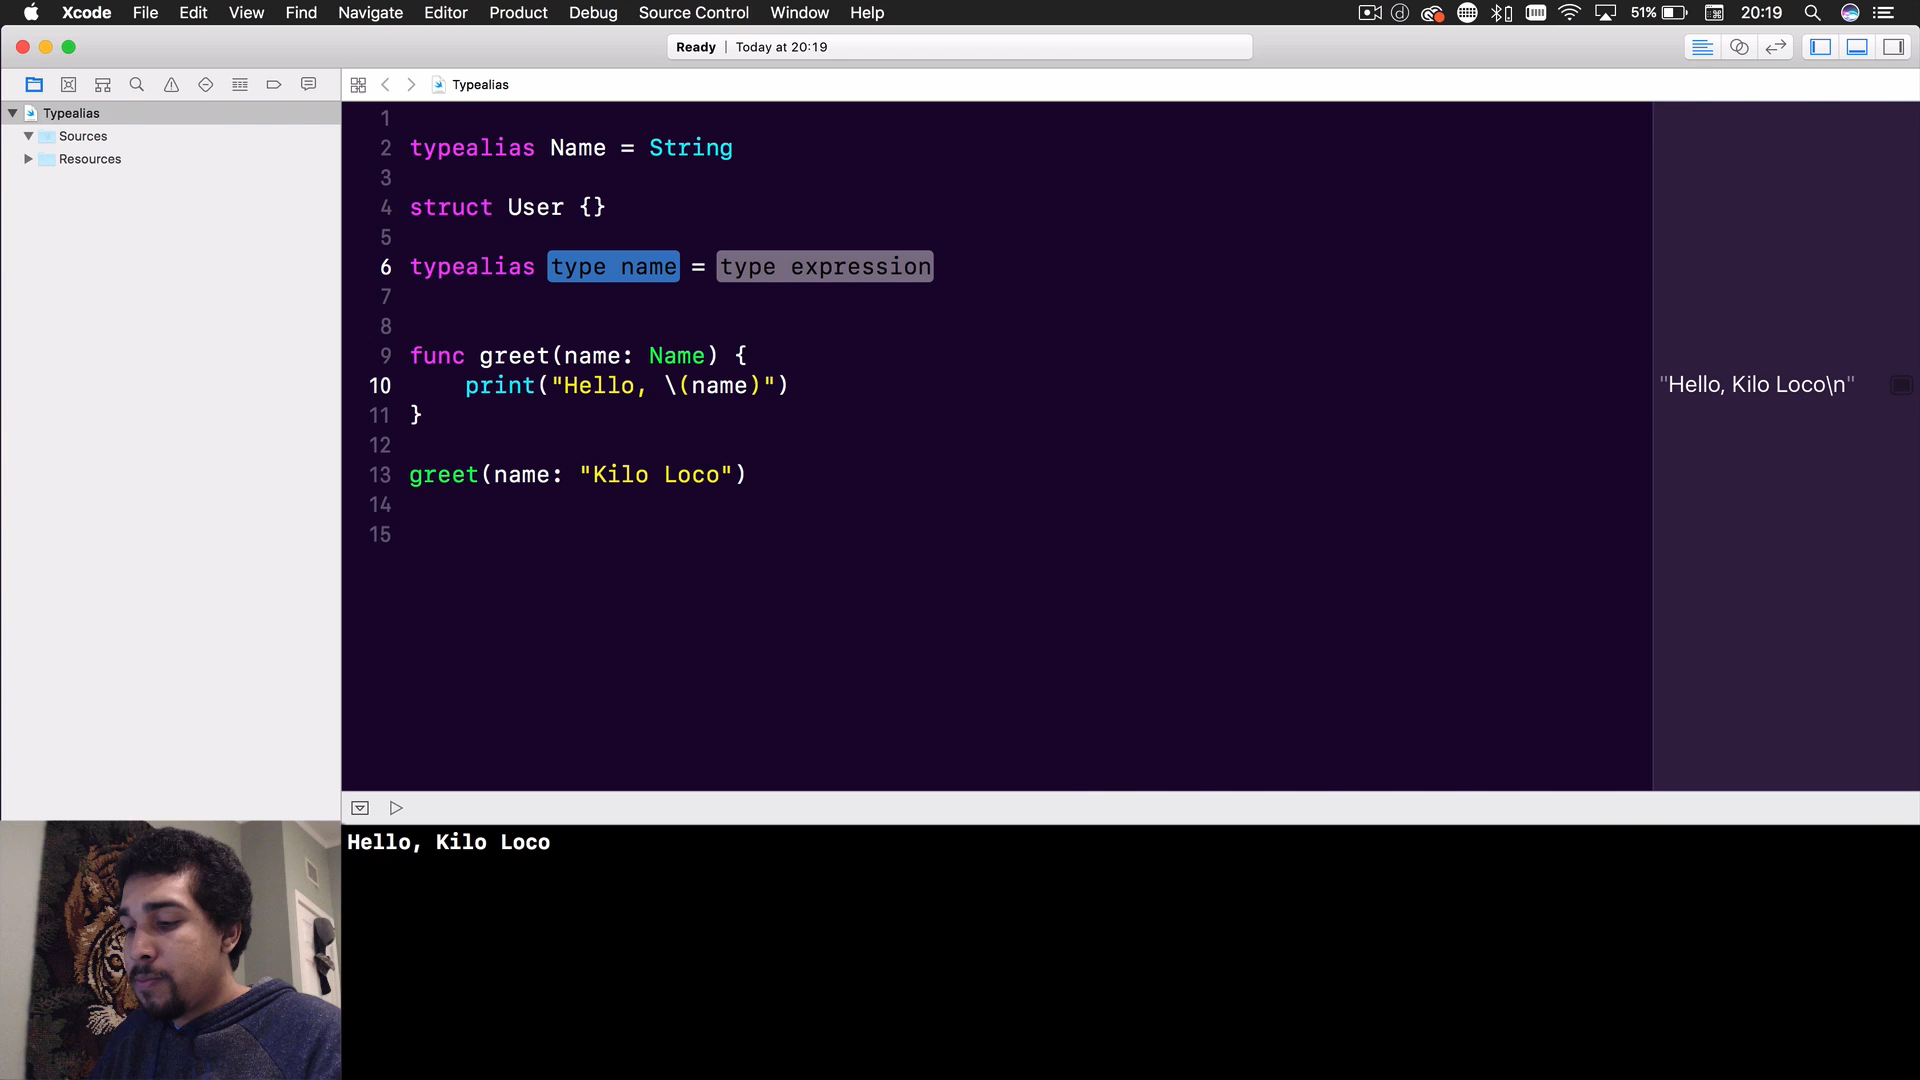 Xcode File Edit View Find Navigate Editor Product Debug Source Control Window Help 51% 20:19
Ready | Today at 20:19
Typealias
Typealias
Sources
Resources
1
2 typealias Name = String
3
4 struct User {}
5
6 typealias type name = type expression
7
8
9 func greet(name: Name) {
10 print("Hello, \(name)")
"Hello, Kilo Loco\n"
11 }
12
13 greet(name: "Kilo Loco")
14
15
Hello, Kilo Loco